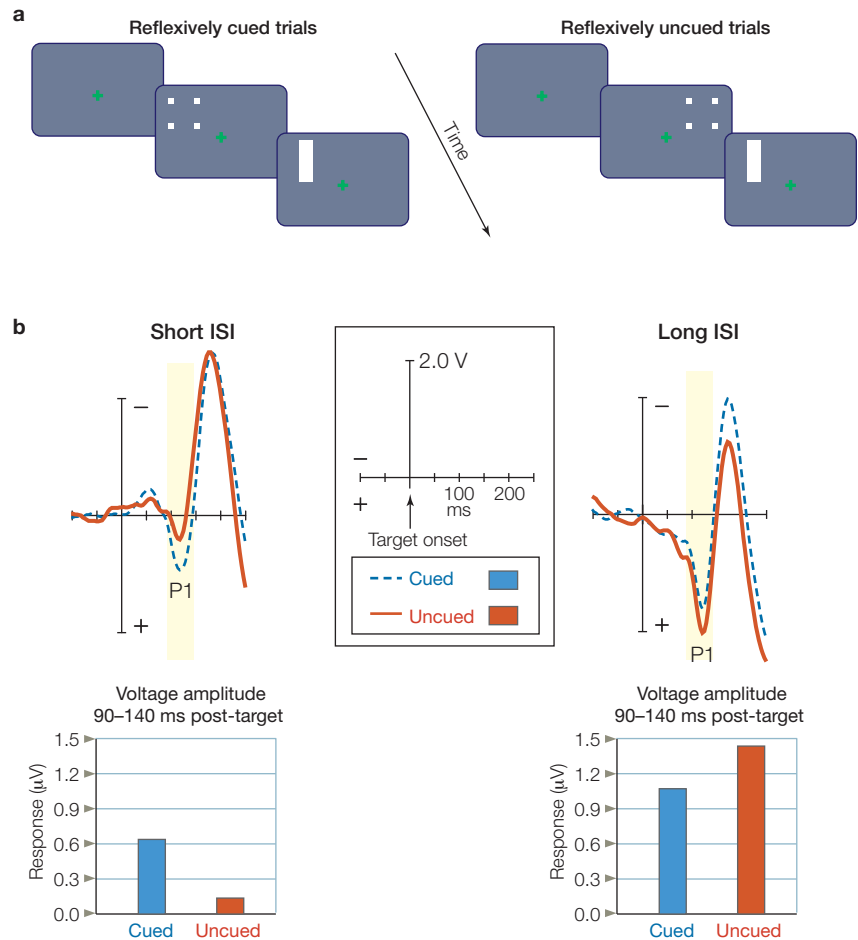 a
Reflexively cued trials
Reflexively uncued trials
Time
b
Short ISI
Long ISI
−
+
P1
2.0 V
−
+
100
200
ms
Target onset
Cued
Uncued
−
+
P1
Voltage amplitude
90–140 ms post-target
Response (μV)
1.5
1.2
0.9
0.6
0.3
0.0
Cued
Uncued
Voltage amplitude
90–140 ms post-target
Response (μV)
1.5
1.2
0.9
0.6
0.3
0.0
Cued
Uncued